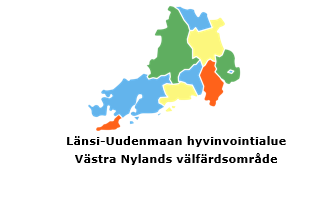 Länsi-Uudenmaan hyvinvointialue
Västra Nylands välfärdsområde